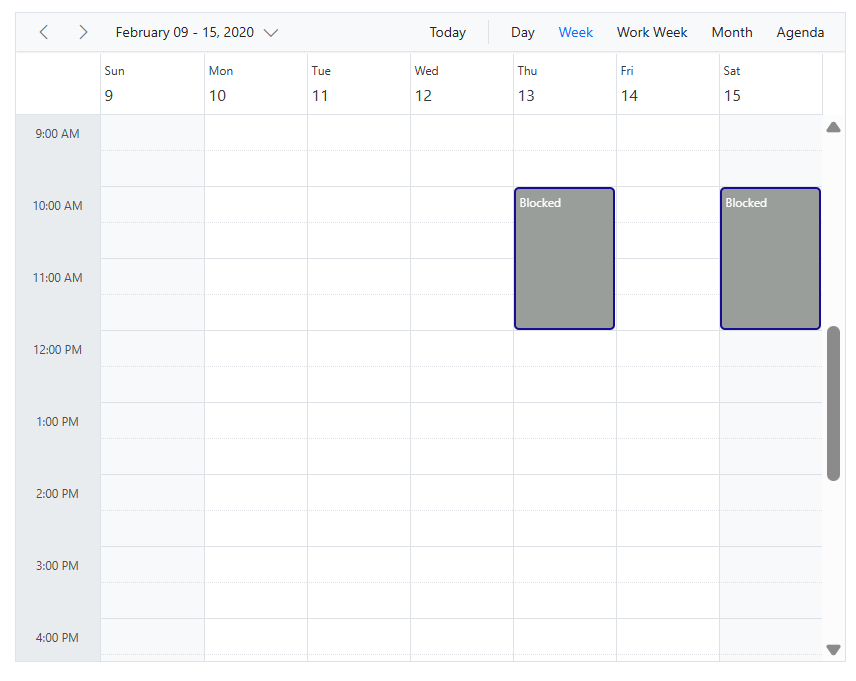 February 09 - 15, 2020 Today Day Week Work Week Month Agenda
Sun Mon Tue Wed Thu Fri Sat
9 10 11 12 13 14 15
9:00 AM
10:00 AM Blocked Blocked
11:00 AM
12:00 PM
1:00 PM
2:00 PM
3:00 PM
4:00 PM